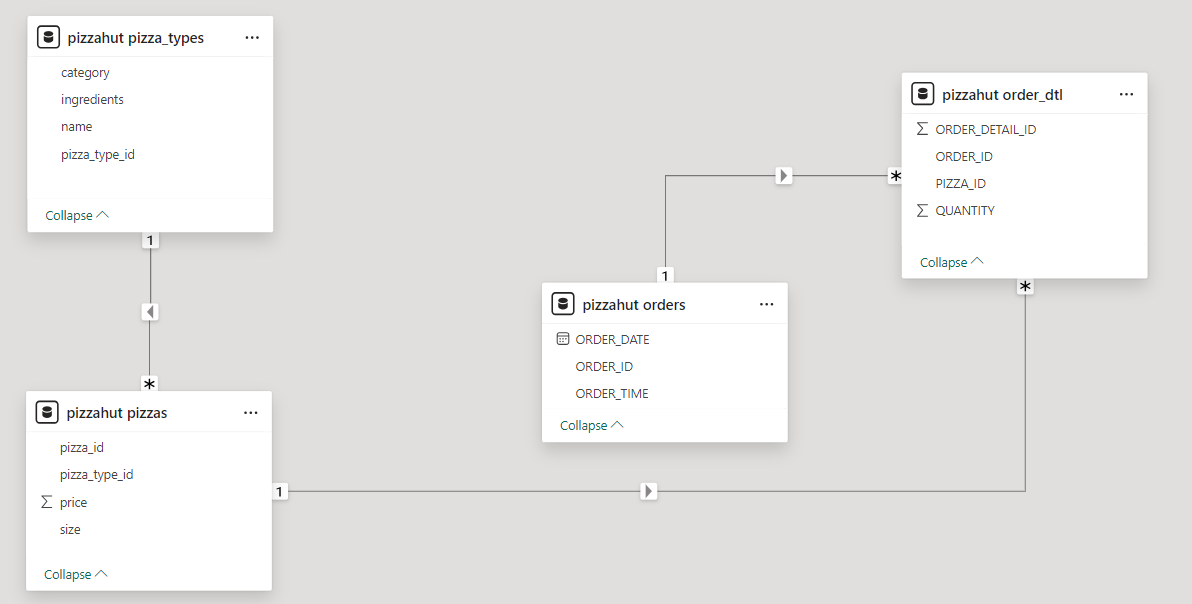 pizzahut pizza_types
category
ingredients
name
pizza_type_id
Collapse
1
*
pizzahut pizzas
pizza_id
pizza_type_id
price
size
Collapse
1
pizzahut orders
ORDER_DATE
ORDER_ID
ORDER_TIME
Collapse
1
*
pizzahut order_dtl
ORDER_DETAIL_ID
ORDER_ID
PIZZA_ID
QUANTITY
Collapse
*